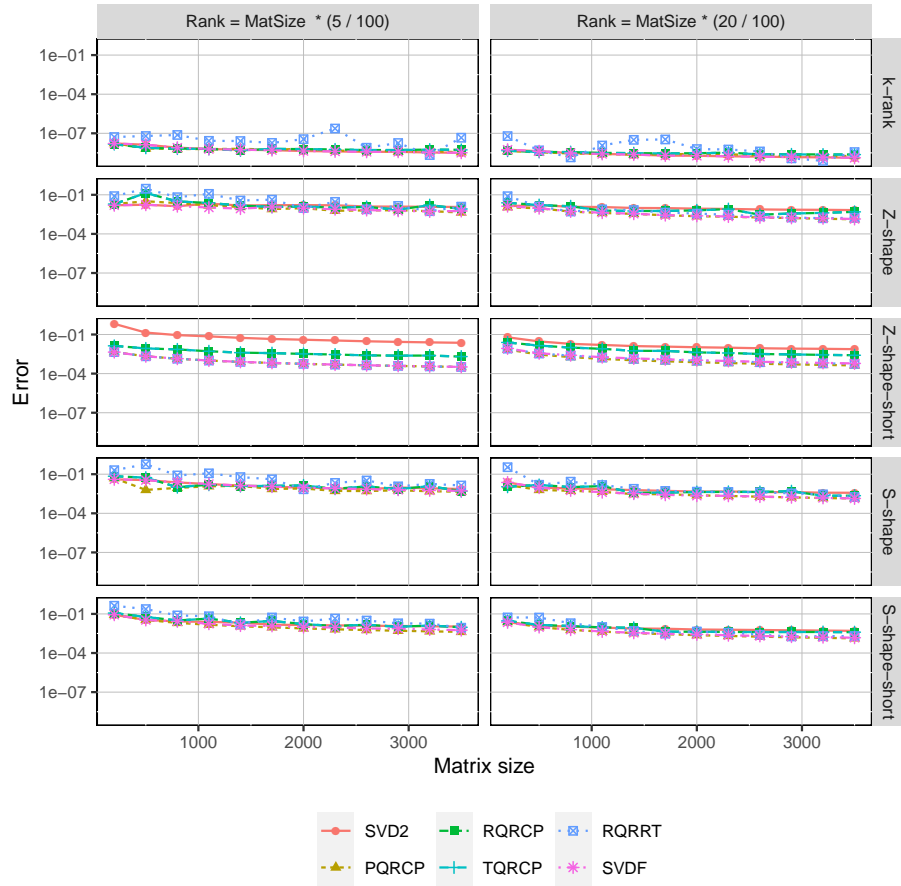 Rank = MatSize * (5 / 100)
Rank = MatSize * (20 / 100)
1e−01
1e−04
1e−07
k−rank
1e−01
1e−04
1e−07
Z−shape
1e−01
1e−04
1e−07
Z−shape−short
1e−01
1e−04
1e−07
S−shape
1e−01
1e−04
1e−07
S−shape−short
Error
1000
2000
3000
1000
2000
3000
Matrix size
SVD2
RQRCP
RQRRT
PQRCP
TQRCP
SVDF